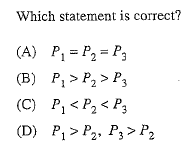 Which statement is correct?
(A) P₁ = P₂ = P₃
(B) P₁ > P₂ > P₃
(C) P₁ < P₂ < P₃
(D) P₁ > P₂, P₃ > P₂